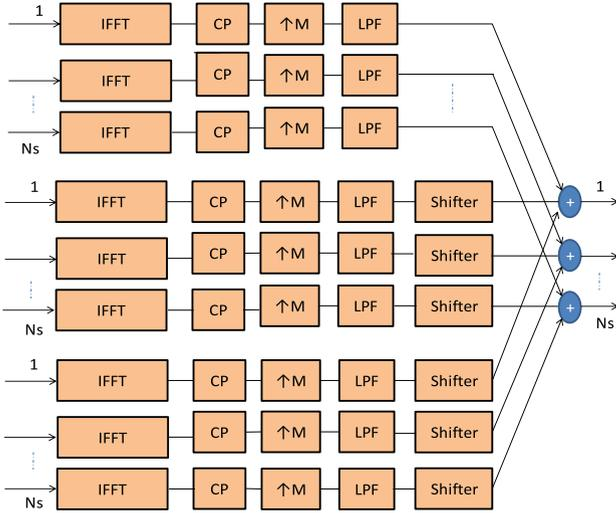 1 IFFT CP ↑M LPF
IFFT CP ↑M LPF
Ns IFFT CP ↑M LPF
1 IFFT CP ↑M LPF Shifter + 1
IFFT CP ↑M LPF Shifter +
Ns IFFT CP ↑M LPF Shifter + Ns
1 IFFT CP ↑M LPF Shifter
IFFT CP ↑M LPF Shifter
Ns IFFT CP ↑M LPF Shifter